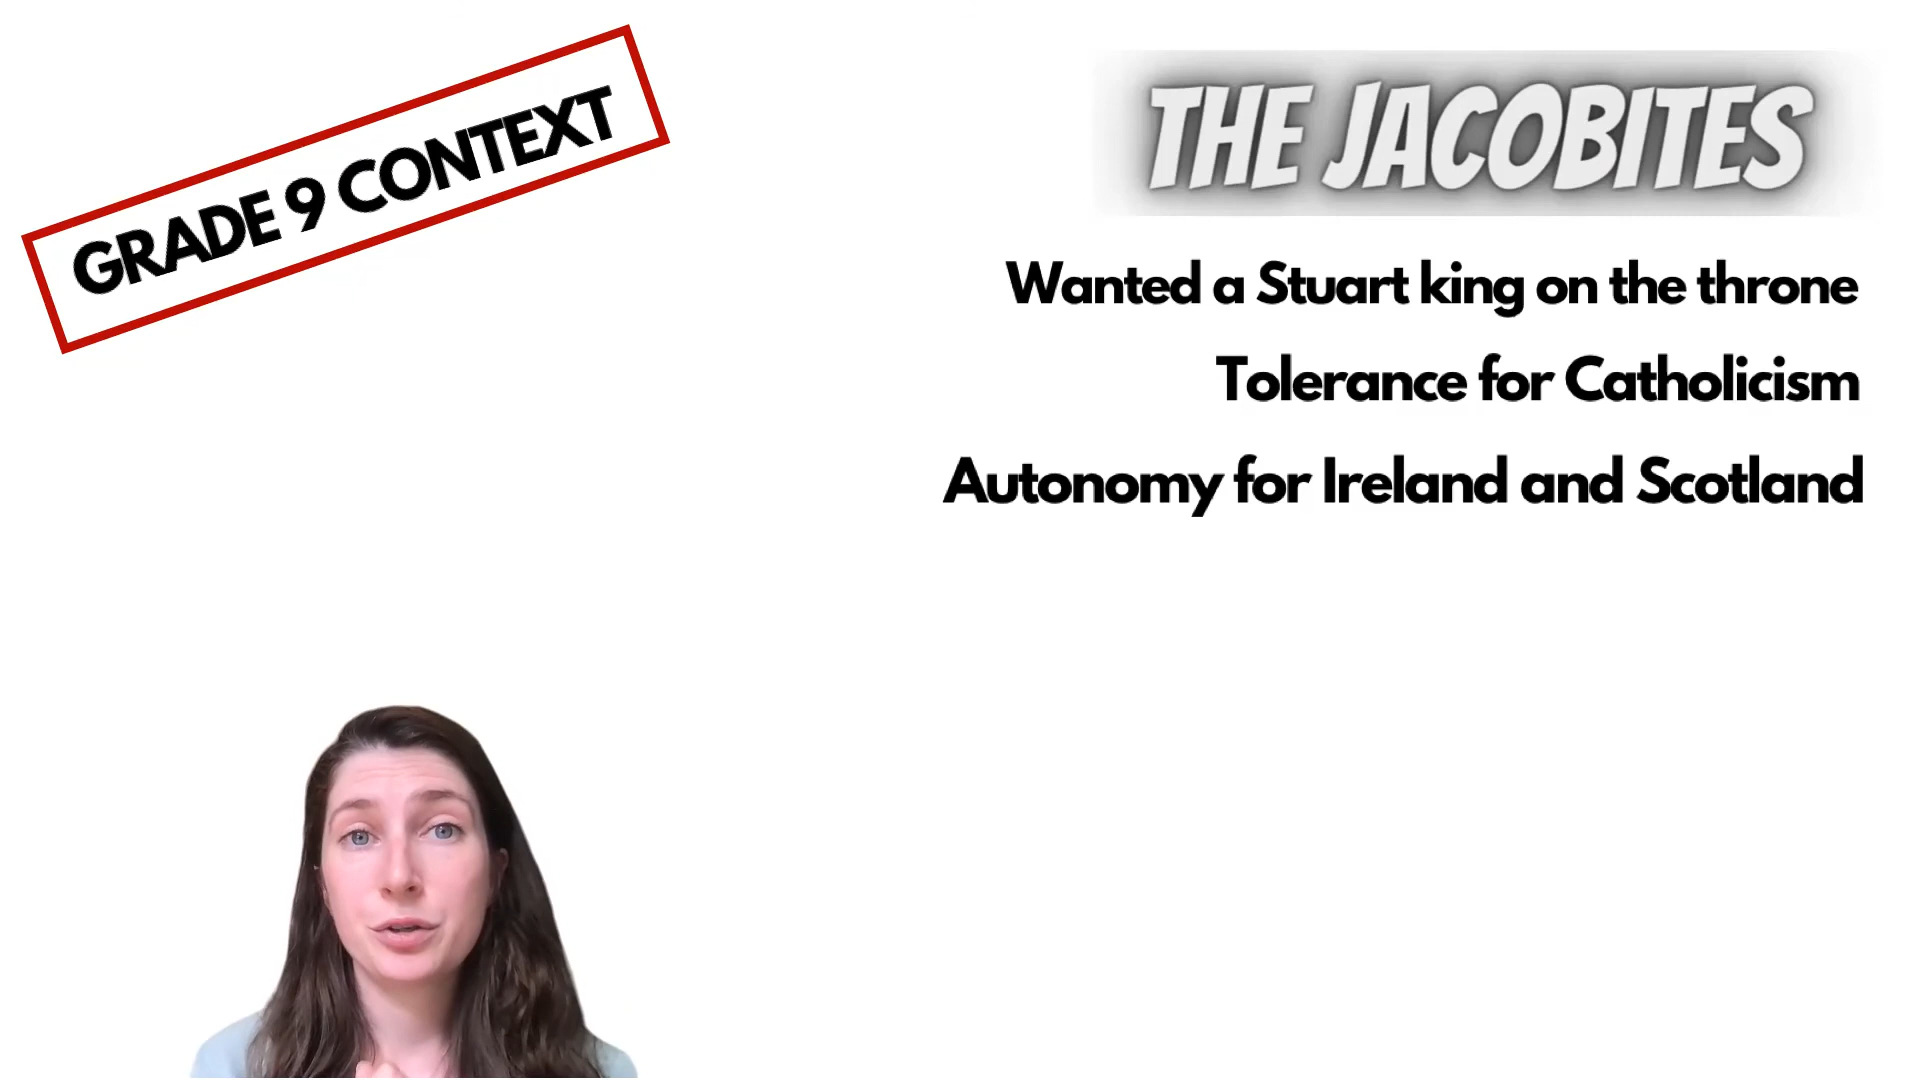 GRADE 9 CONTEXT
THE JACOBITES
Wanted a Stuart king on the throne
Tolerance for Catholicism
Autonomy for Ireland and Scotland